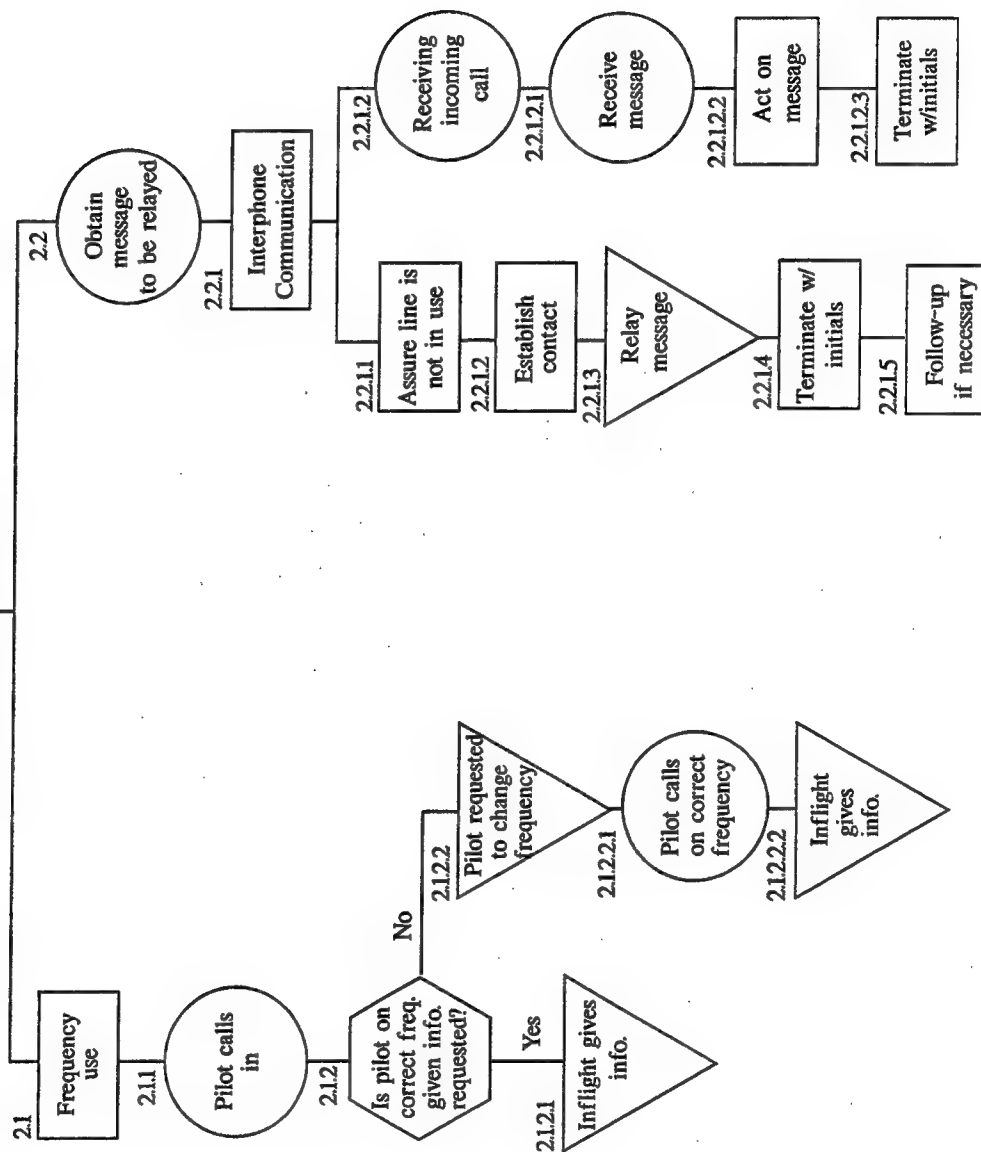 2.1
Frequency
use
2.1.1
Pilot calls
in
2.1.2
Is pilot on
correct freq.
given info.
requested?
Yes
2.1.2.1
Inflight gives
info.
No
2.1.2.2
Pilot requested
to change
frequency
2.1.2.2.1
Pilot calls
on correct
frequency
2.1.2.2.2
Inflight
gives
info.
2.2
Obtain
message
to be relayed
2.2.1
Interphone
Communication
2.2.1.1
Assure line is
not in use
2.2.1.2
Establish
contact
2.2.1.3
Relay
message
2.2.1.4
Terminate w/
initials
2.2.1.5
Follow-up
if necessary
2.2.1.2
Receiving
incoming
call
2.2.1.2.1
Receive
message
2.2.1.2.2
Act on
message
2.2.1.2.3
Terminate
w/initials